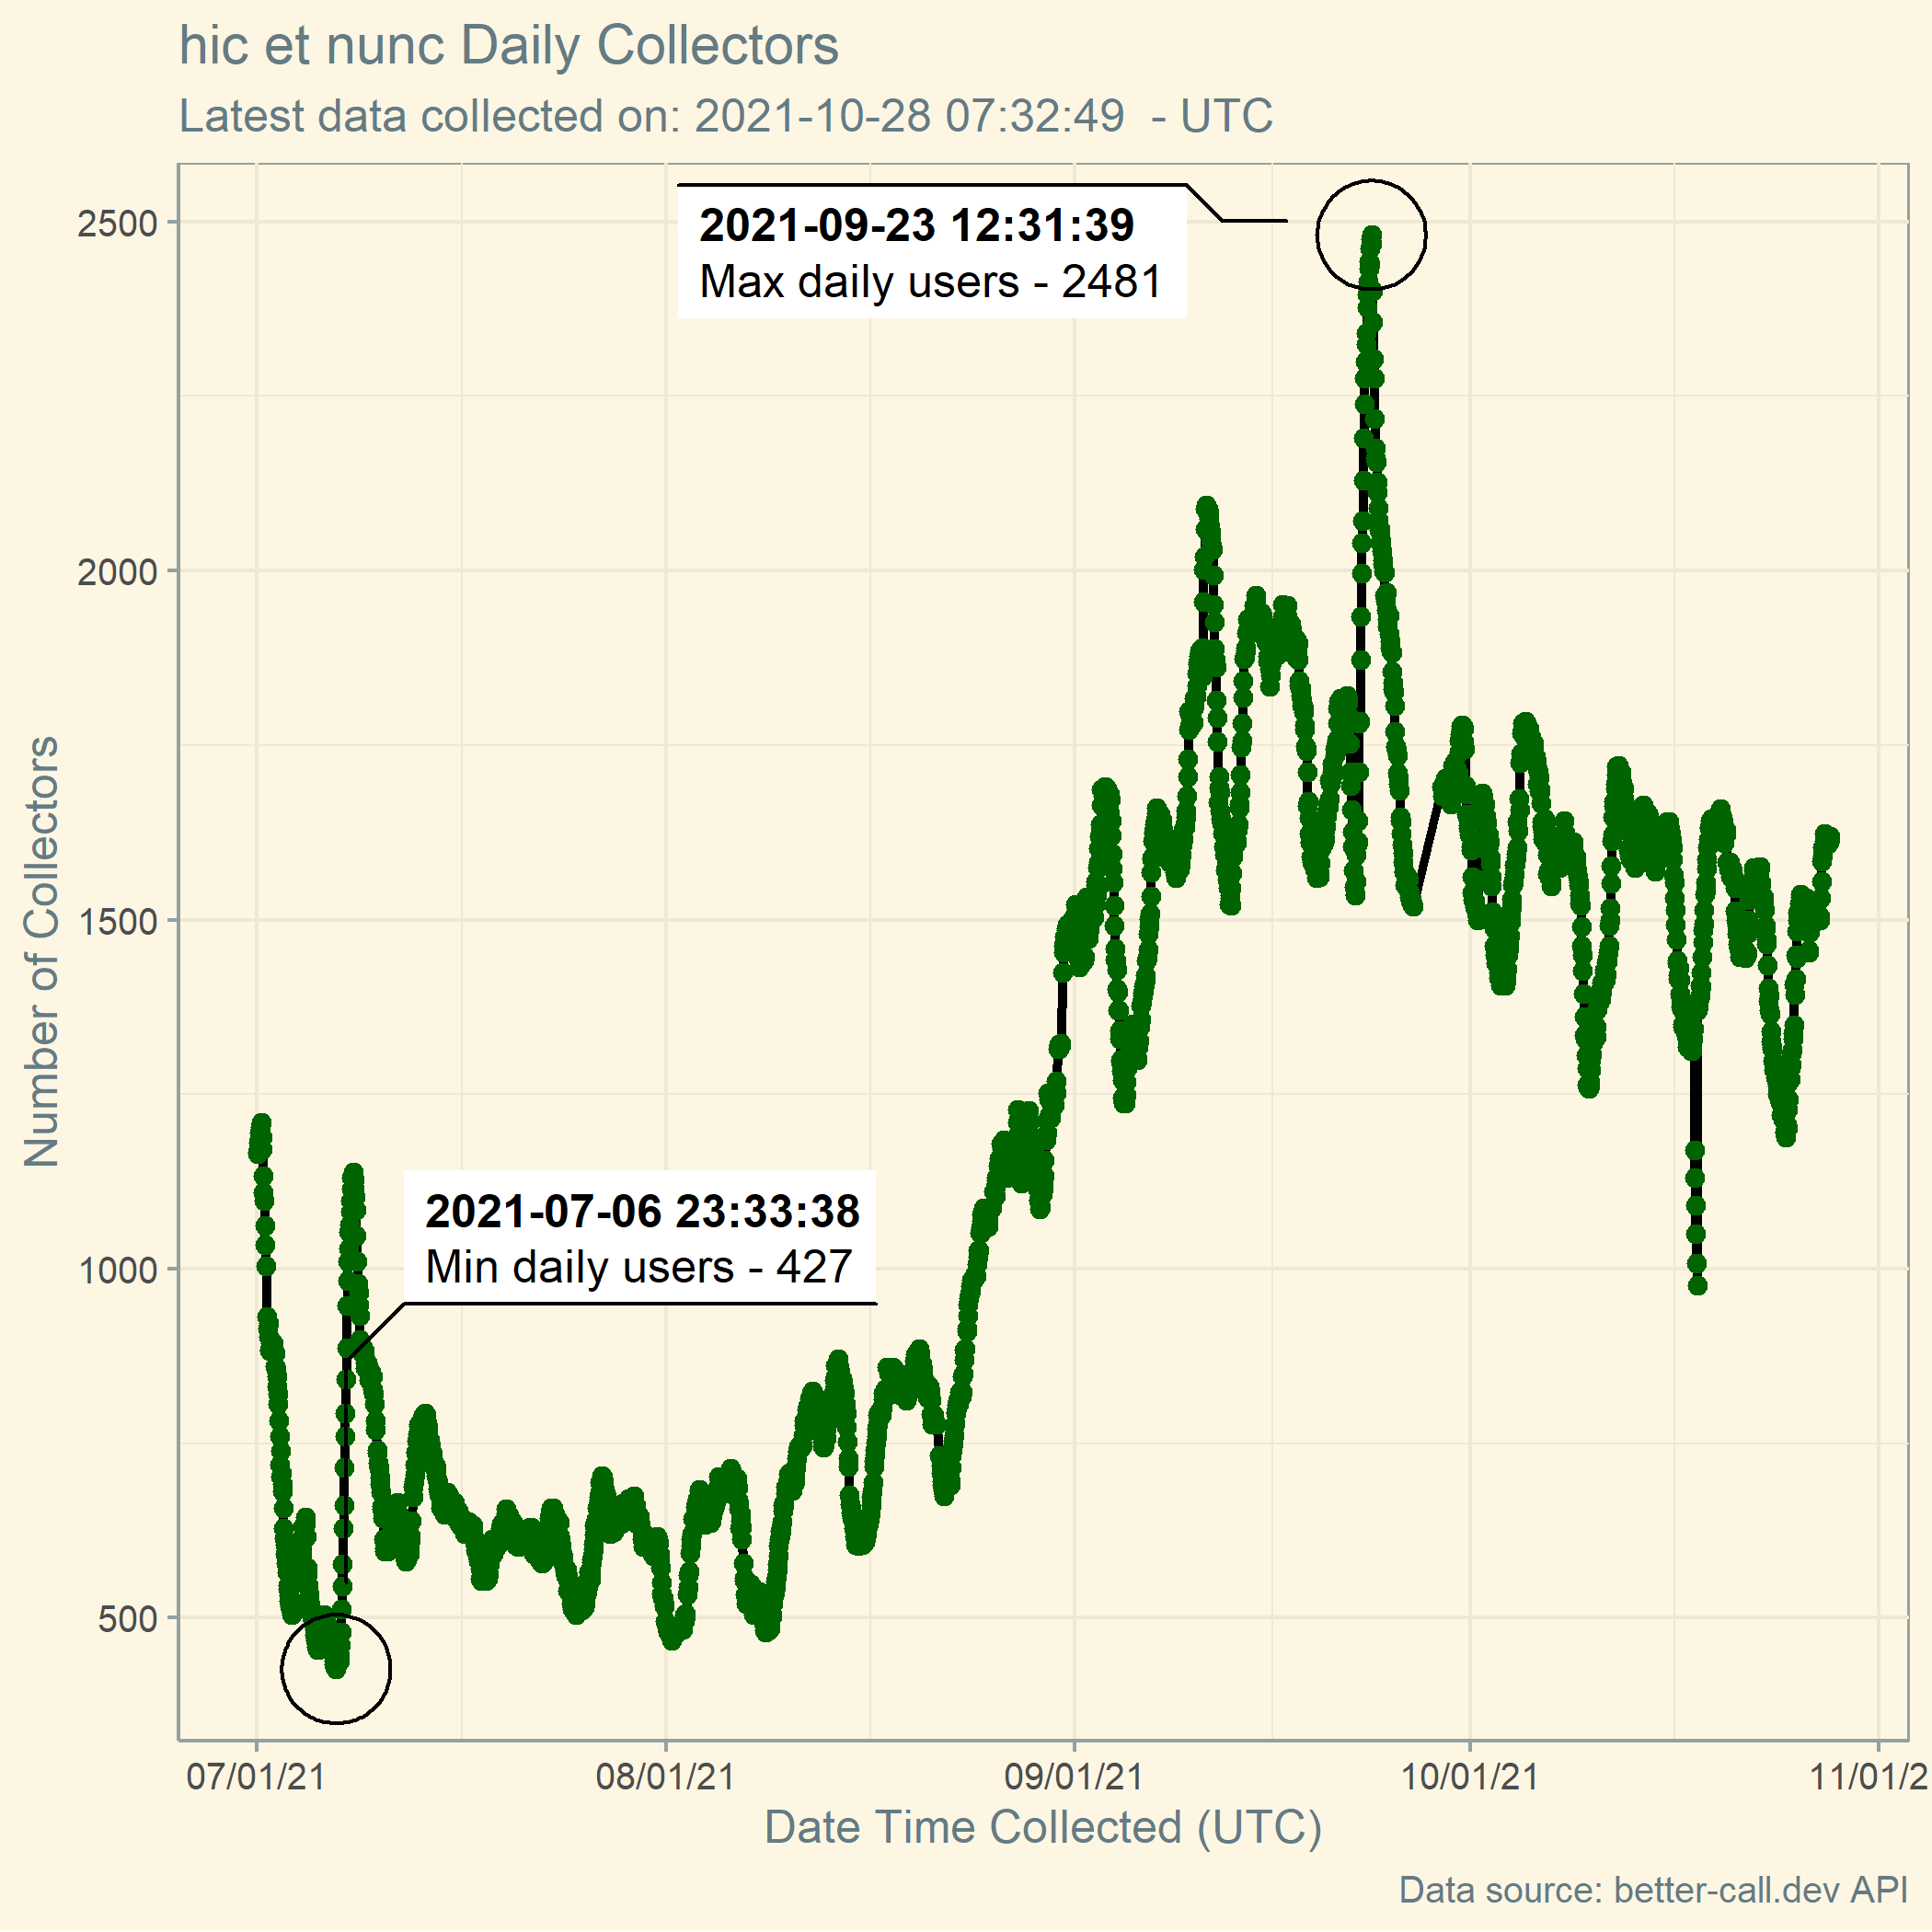 hic et nunc Daily Collectors
Latest data collected on: 2021-10-28 07:32:49  - UTC
2021-09-23 12:31:39
Max daily users - 2481
2021-07-06 23:33:38
Min daily users - 427
Number of Collectors
2500
2000
1500
1000
500
07/01/21
08/01/21
09/01/21
10/01/21
11/01/2
Date Time Collected (UTC)
Data source: better-call.dev API